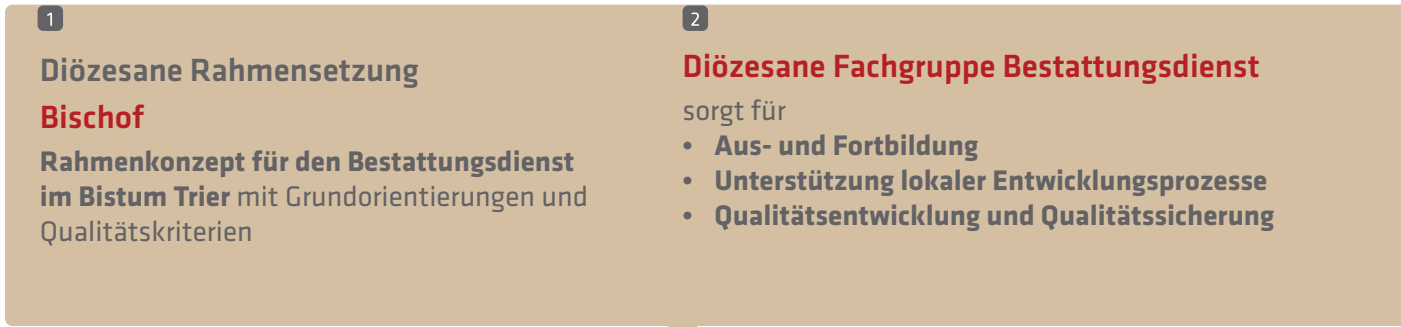 1
Diözesane Rahmensetzung
Bischof
Rahmenkonzept für den Bestattungsdienst
im Bistum Trier mit Grundorientierungen und
Qualitätskriterien
2
Diözesane Fachgruppe Bestattungsdienst
sorgt für
• Aus- und Fortbildung
• Unterstützung lokaler Entwicklungsprozesse
• Qualitätsentwicklung und Qualitätssicherung